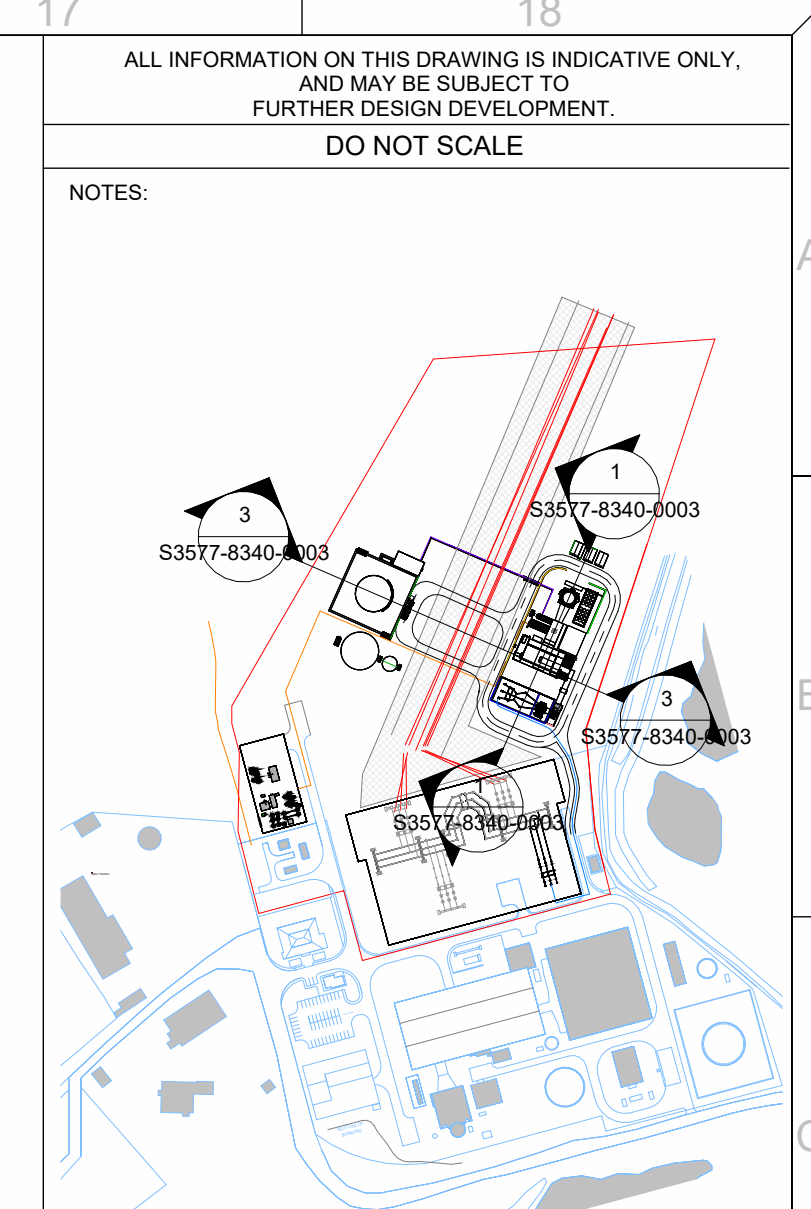 17
18
ALL INFORMATION ON THIS DRAWING IS INDICATIVE ONLY,
AND MAY BE SUBJECT TO
FURTHER DESIGN DEVELOPMENT.
DO NOT SCALE
NOTES:
A
1
S3577-8340-0003
3
S3577-8340-0003
B
3
S3577-8340-0003
1
S3577-8340-0003
C